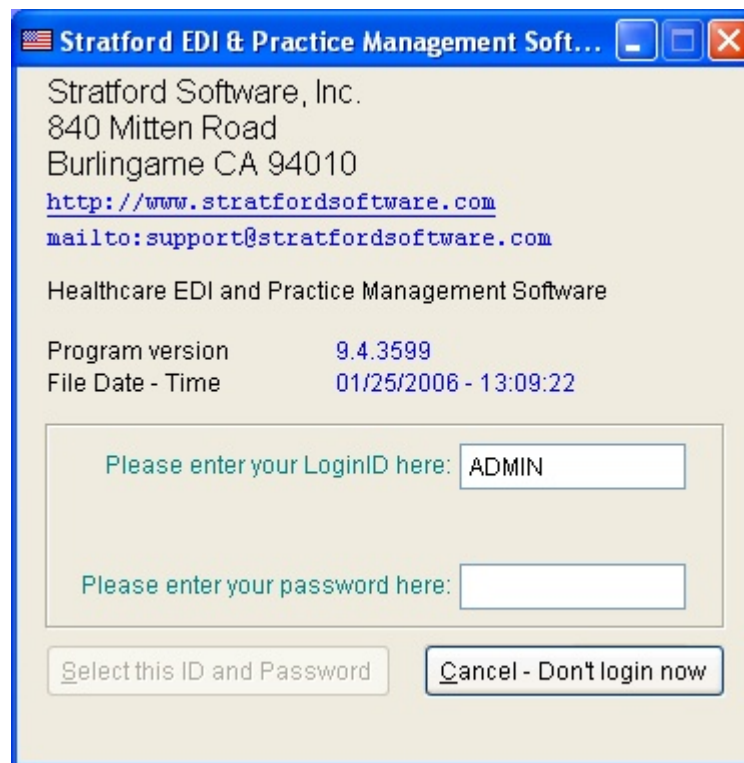 Stratford EDI & Practice Management Soft...
Stratford Software, Inc.
840 Mitten Road
Burlingame CA 94010
http://www.stratfordsoftware.com
mailto:support@stratfordsoftware.com
Healthcare EDI and Practice Management Software
Program version 9.4.3599
File Date - Time 01/25/2006 - 13:09:22
Please enter your LoginID here: ADMIN
Please enter your password here:
Select this ID and Password Cancel - Don't login now